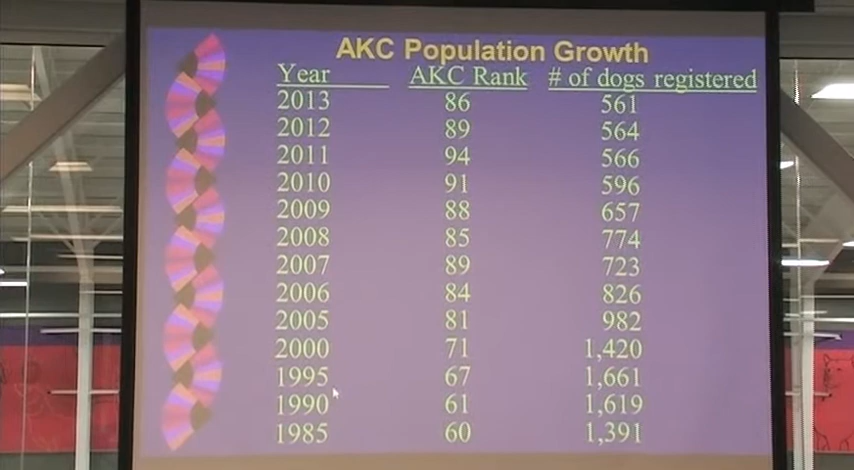 AKC Population Growth
Year AKC Rank # of dogs registered
2013 86 561
2012 89 564
2011 94 566
2010 91 596
2009 88 657
2008 85 774
2007 89 723
2006 84 826
2005 81 982
2000 71 1,420
1995 67 1,661
1990 61 1,619
1985 60 1,391